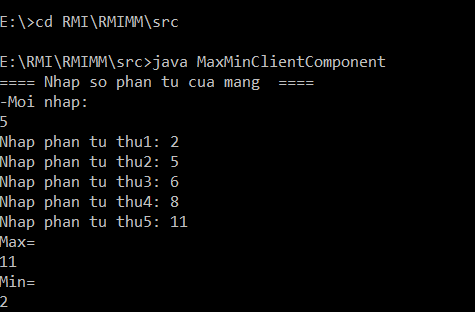 E:\>cd RMI\RMIMM\src
E:\RMI\RMIMM\src>java MaxMinClientComponent
==== Nhap so phan tu cua mang  ====
-Moi nhap:
5
Nhap phan tu thu1: 2
Nhap phan tu thu2: 5
Nhap phan tu thu3: 6
Nhap phan tu thu4: 8
Nhap phan tu thu5: 11
Max=
11
Min=
2